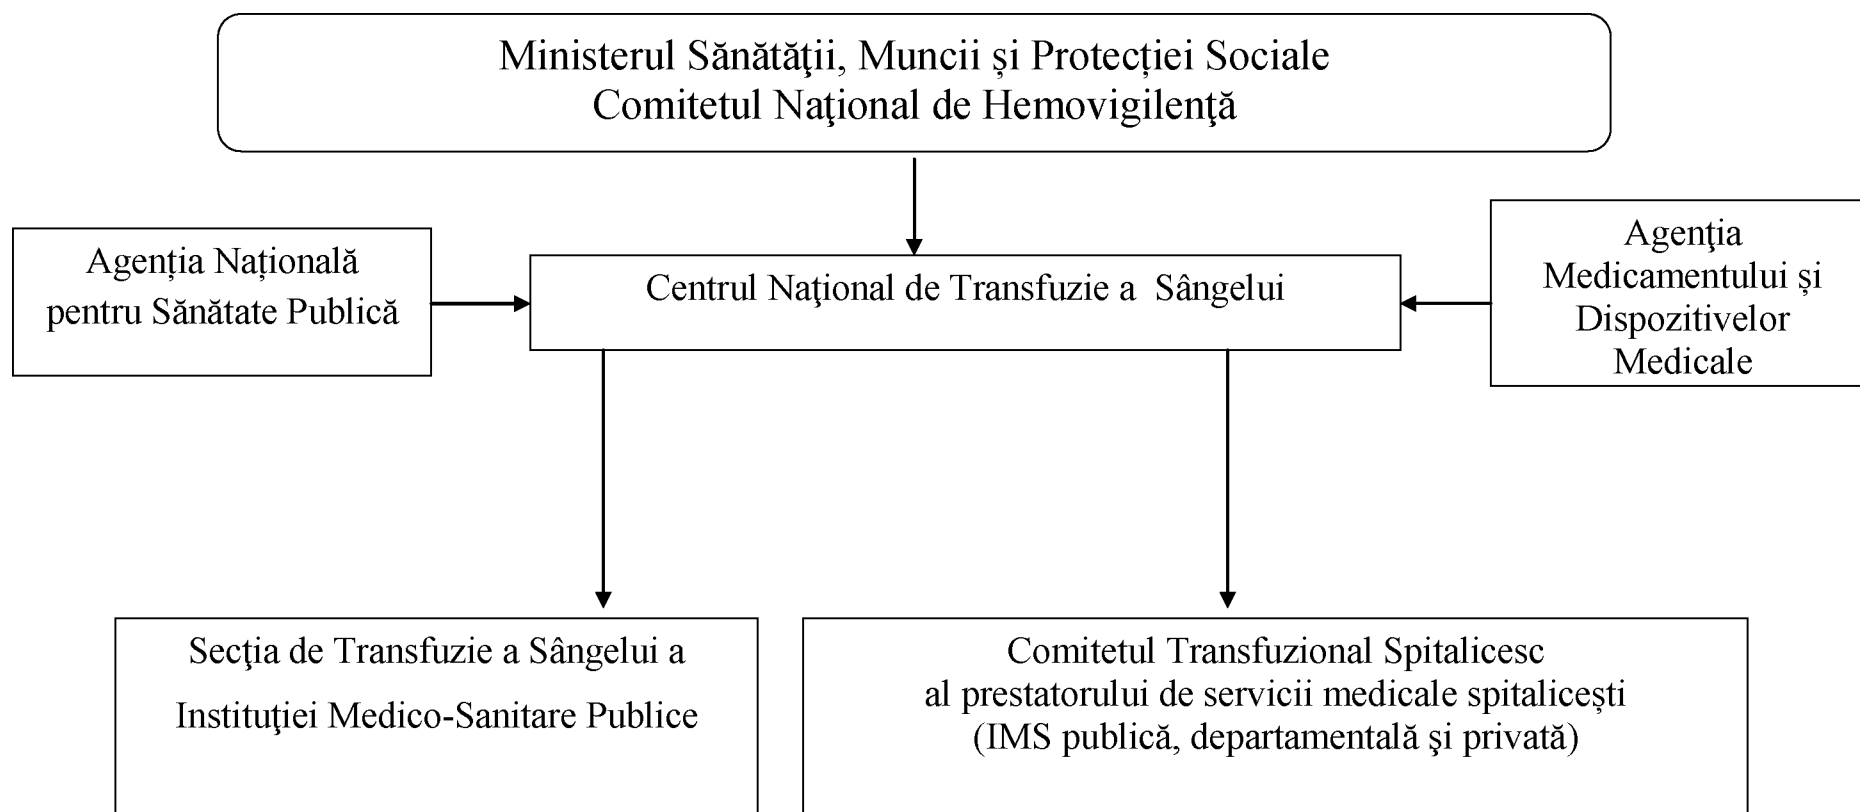 Ministerul Sănătăţii, Muncii și Protecției Sociale
Comitetul Naţional de Hemovigilenţă
Agenția Națională
pentru Sănătate Publică
Centrul Naţional de Transfuzie a Sângelui
Agenţia
Medicamentului și
Dispozitivelor
Medicale
Secţia de Transfuzie a Sângelui a
Instituţiei Medico-Sanitare Publice
Comitetul Transfuzional Spitalicesc
al prestatorului de servicii medicale spitalicești
(IMS publică, departamentală şi privată)